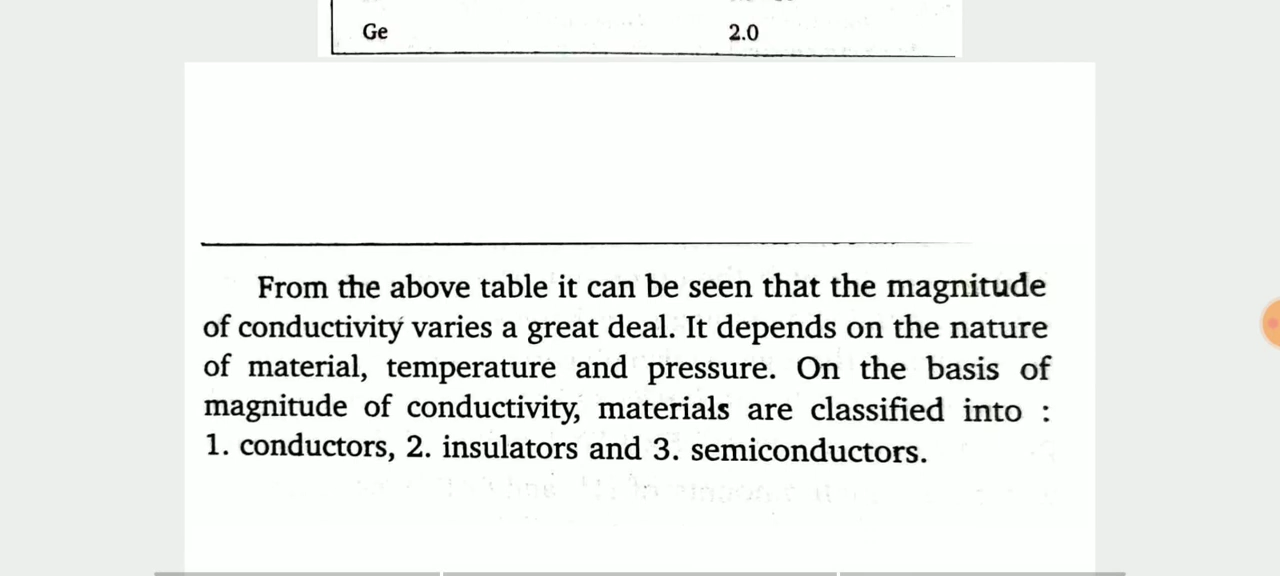 Ge 2.0
From the above table it can be seen that the magnitude
of conductivity varies a great deal. It depends on the nature
of material, temperature and pressure. On the basis of
magnitude of conductivity, materials are classified into :
1. conductors, 2. insulators and 3. semiconductors.